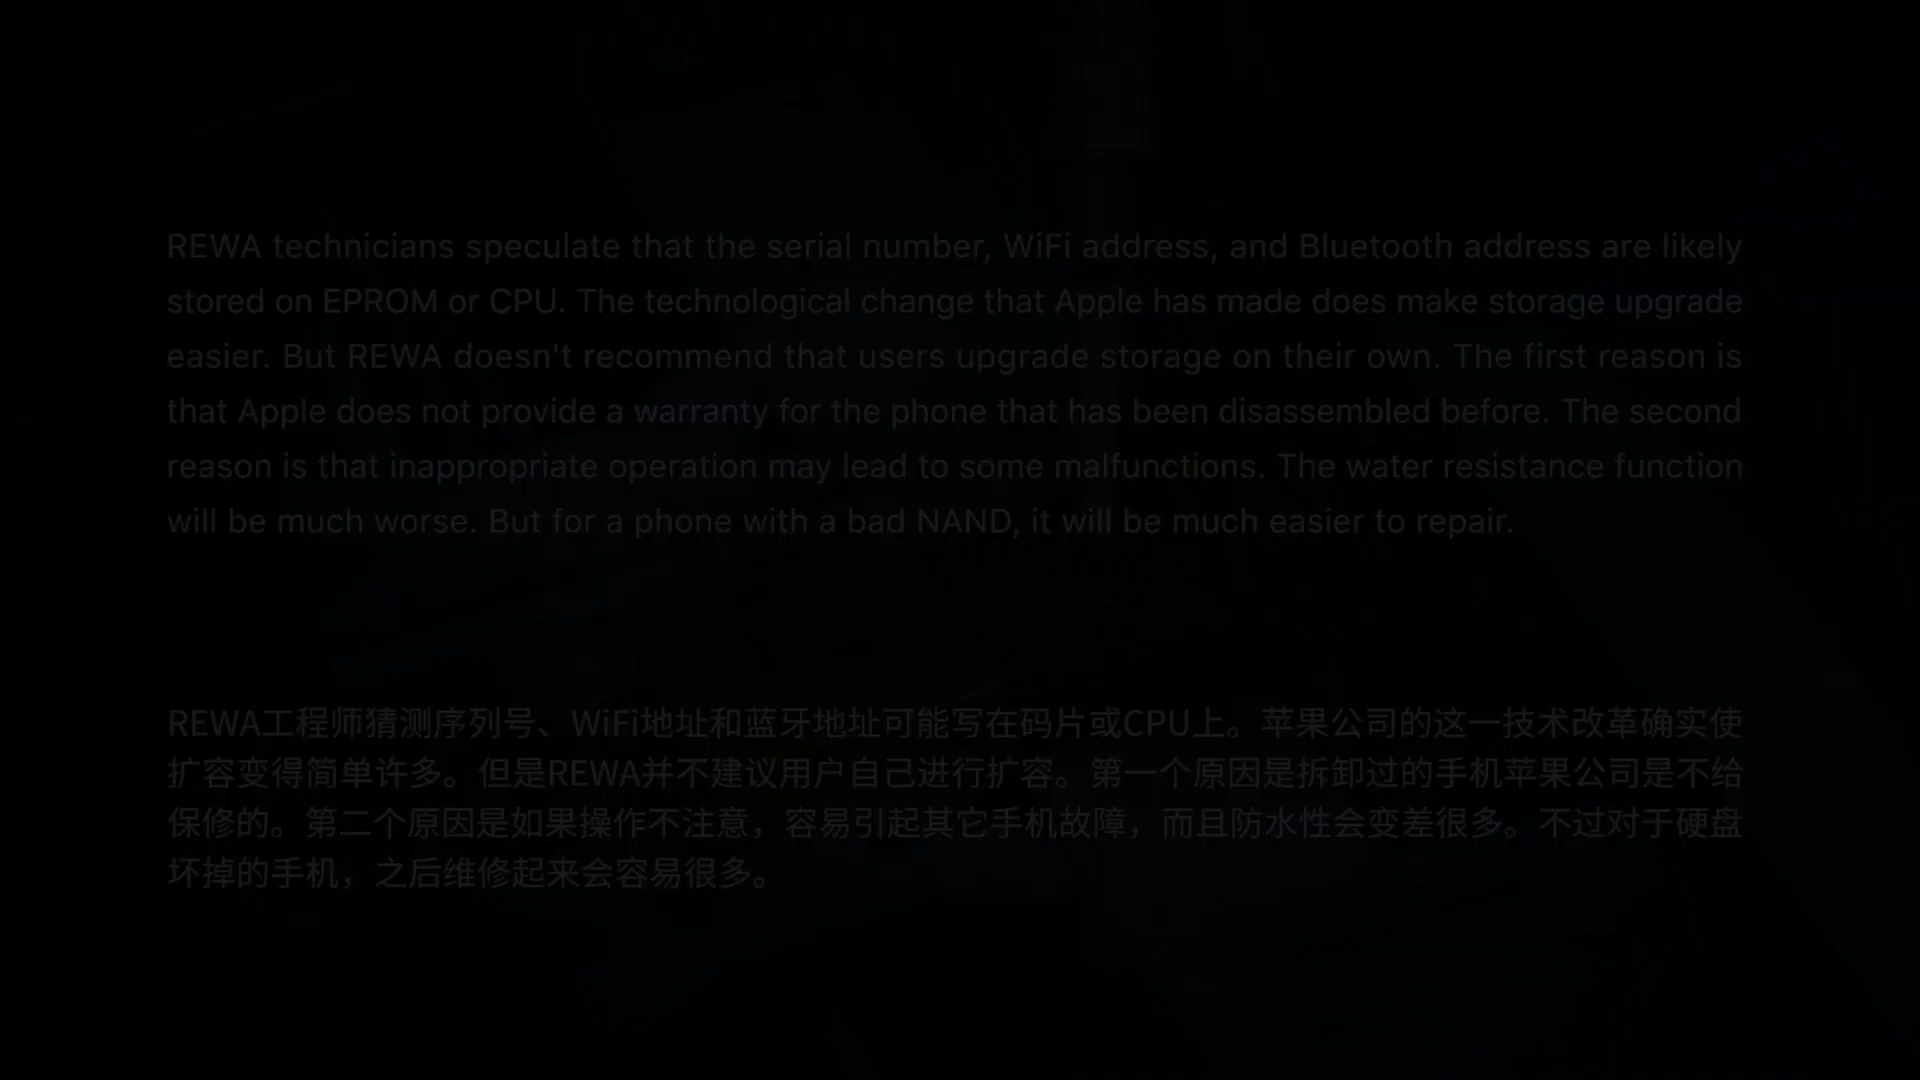 REWA technicians speculate that the serial number, WiFi address, and Bluetooth address are likely
stored on EPROM or CPU. The technological change that Apple has made does make storage upgrade
easier. But REWA doesn't recommend that users upgrade storage on their own. The first reason is
that Apple does not provide a warranty for the phone that has been disassembled before. The second
reason is that inappropriate operation may lead to some malfunctions. The water resistance function
will be much worse. But for a phone with a bad NAND, it will be much easier to repair.
REWA工程师猜测序列号、WiFi地址和蓝牙地址可能写在码片或CPU上。苹果公司的这一技术改革确实使
扩容变得简单许多。但是REWA并不建议用户自己进行扩容。第一个原因是拆卸过的手机苹果公司是不给
保修的。第二个原因是如果操作不注意，容易引起其它手机故障，而且防水性会变差很多。不过对于硬盘
坏掉的手机，之后维修起来会容易很多。